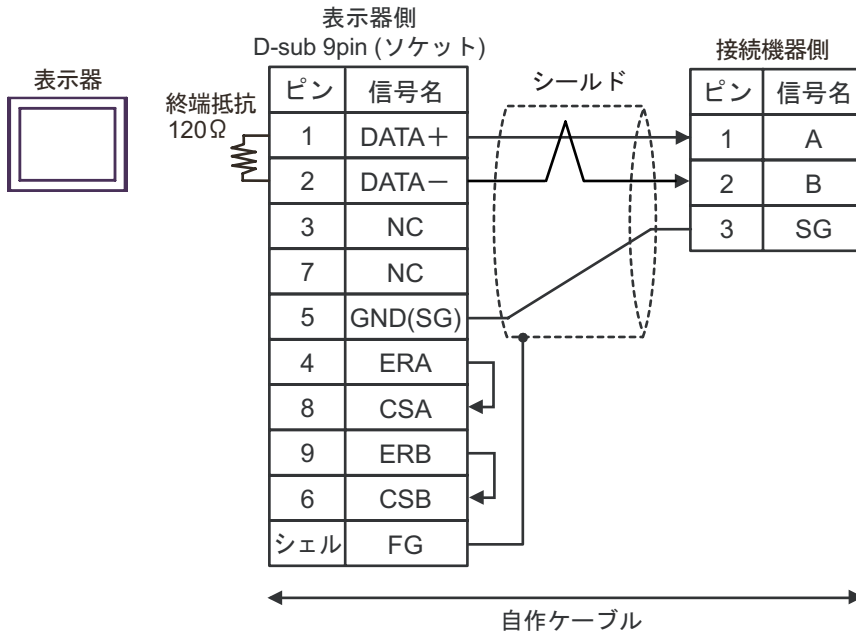 表示器側
D-sub 9pin (ソケット)
接続機器側
表示器
終端抵抗
120Ω
シールド
ピン 信号名
1 DATA＋
2 DATA－
3 NC
7 NC
5 GND(SG)
4 ERA
8 CSA
9 ERB
6 CSB
シェル FG
ピン 信号名
1 A
2 B
3 SG
自作ケーブル